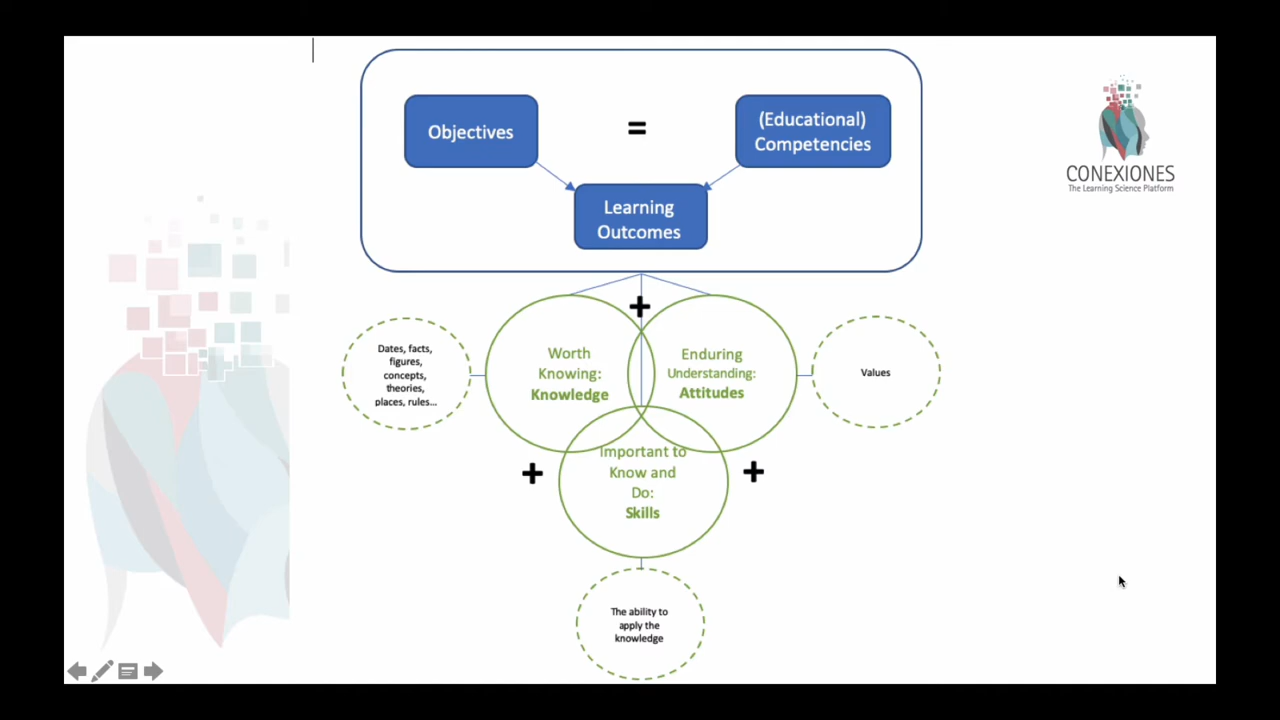 Objectives
=
(Educational)
Competencies
Learning
Outcomes
CONEXIONES
The Learning Science Platform
+
Dates, facts,
figures,
concepts,
theories,
places, rules...
Worth
Knowing:
Knowledge
Enduring
Understanding:
Attitudes
Values
+
+
Important to
Know and
Do:
Skills
The ability to
apply the
knowledge